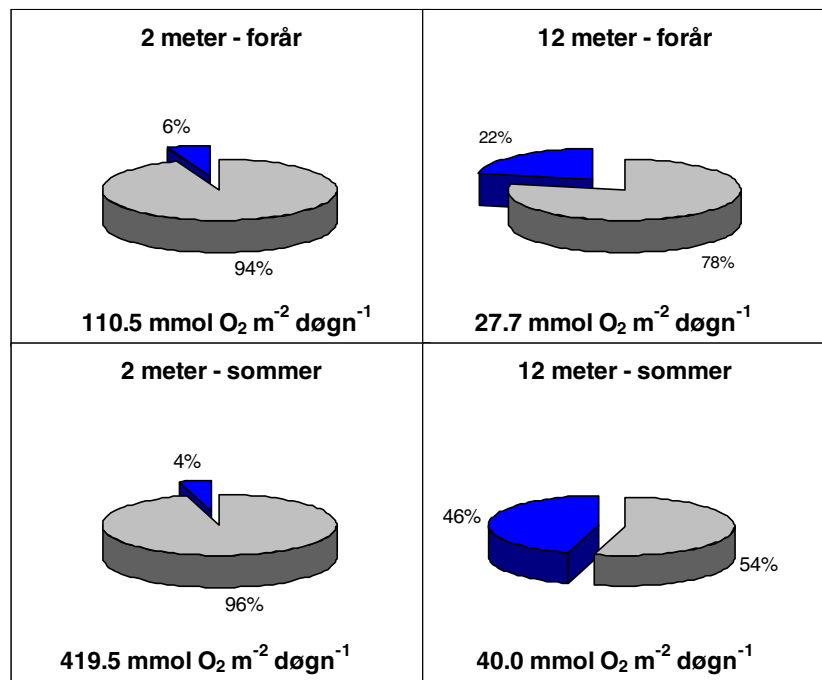 2 meter - forår
6%
94%
110.5 mmol O₂ m⁻² døgn⁻¹
12 meter - forår
22%
78%
27.7 mmol O₂ m⁻² døgn⁻¹
2 meter - sommer
4%
96%
419.5 mmol O₂ m⁻² døgn⁻¹
12 meter - sommer
46%
54%
40.0 mmol O₂ m⁻² døgn⁻¹